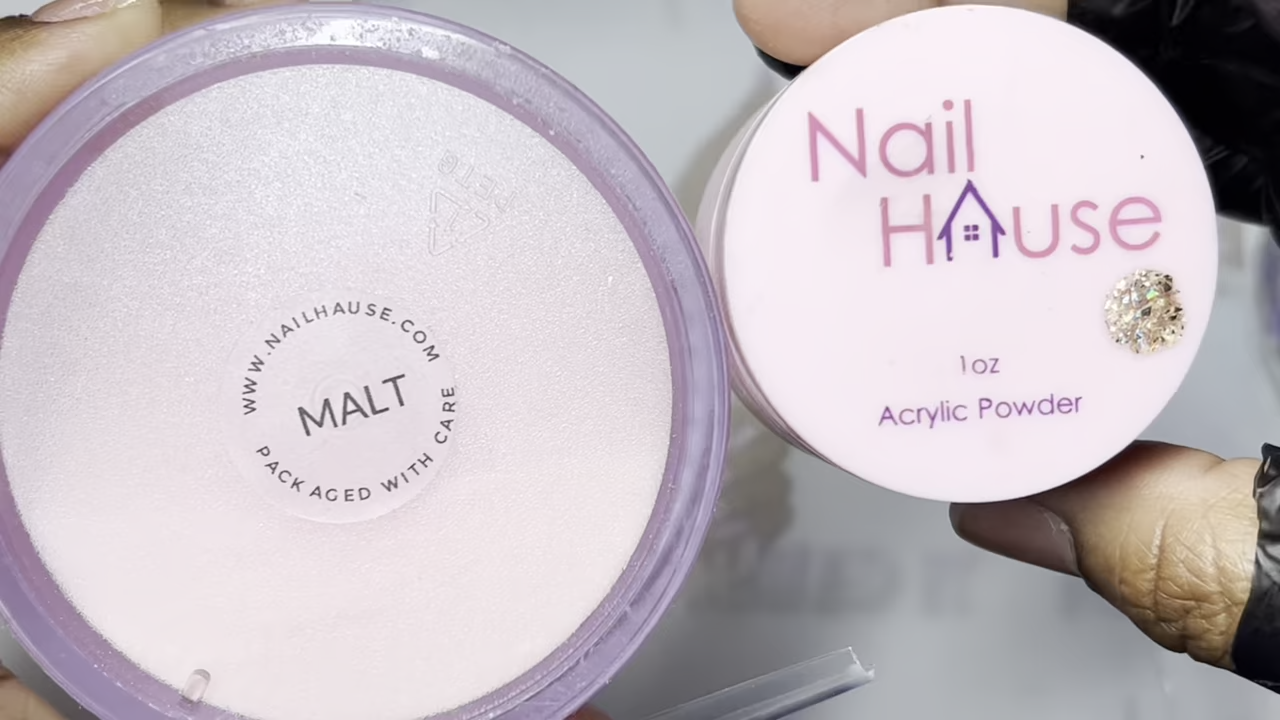 WWW.NAILHAUSE.COM
MALT
PACKAGED WITH CARE
Nail
Hause
1oz
Acrylic Powder